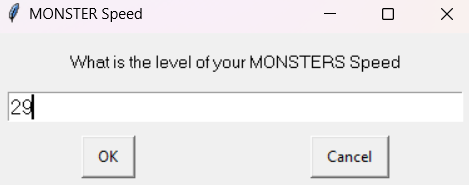 MONSTER Speed
What is the level of your MONSTERS Speed
29
OK Cancel